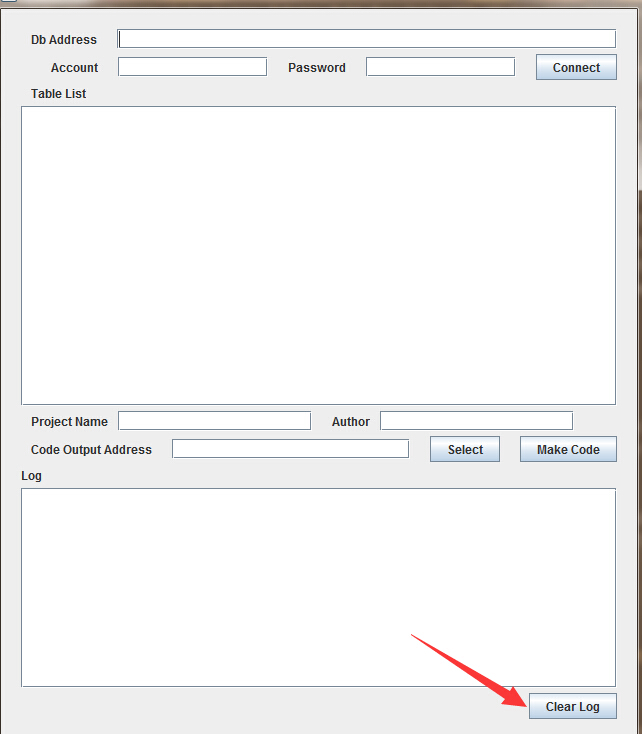 Db Address
Account Password Connect
Table List
Project Name Author
Code Output Address Select Make Code
Log
Clear Log